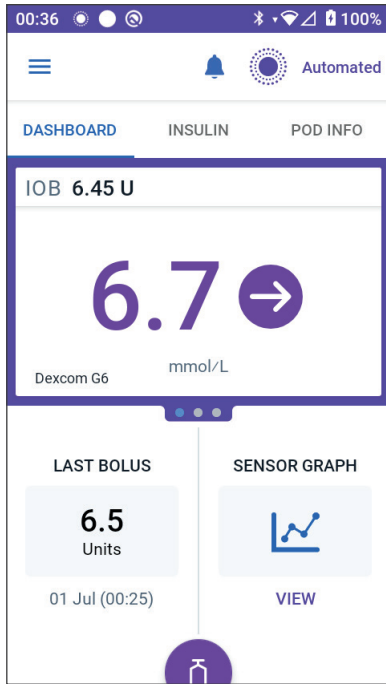 00:36 100%
Automated
DASHBOARD INSULIN POD INFO
IOB 6.45 U
6.7
mmol/L
Dexcom G6
LAST BOLUS SENSOR GRAPH
6.5
Units
01 Jul (00:25) VIEW